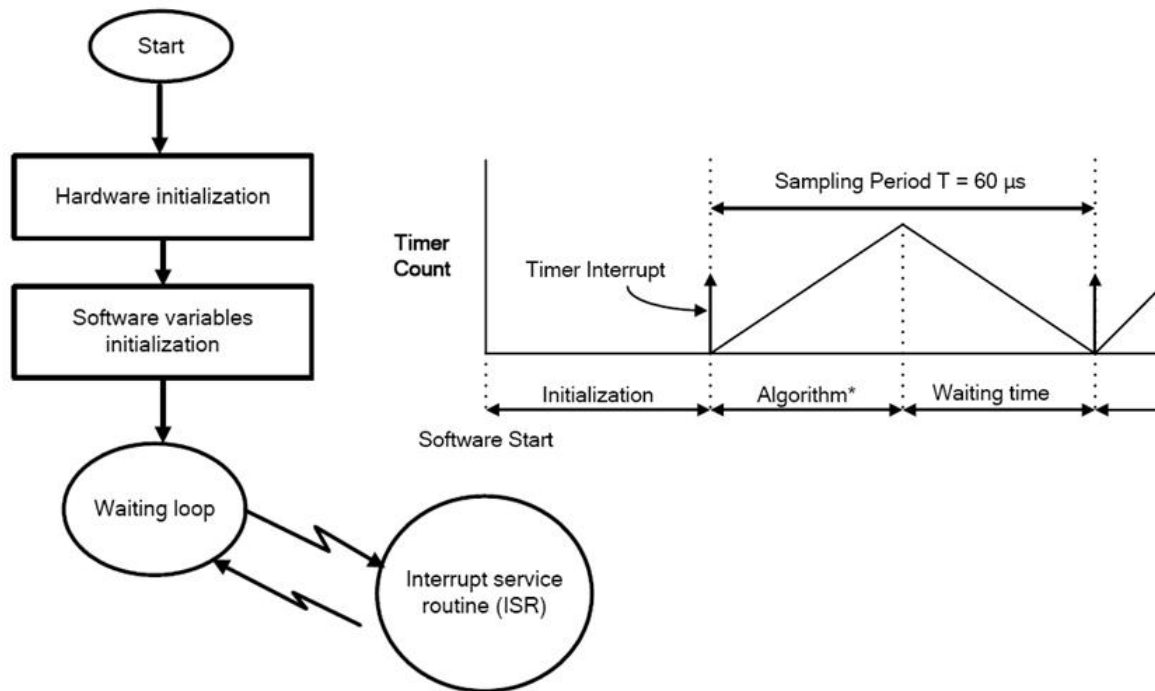 Start
Hardware initialization
Software variables
initialization
Waiting loop
Interrupt service
routine (ISR)
Sampling Period T = 60 µs
Timer
Count
Timer Interrupt
Initialization
Algorithm*
Waiting time
Software Start